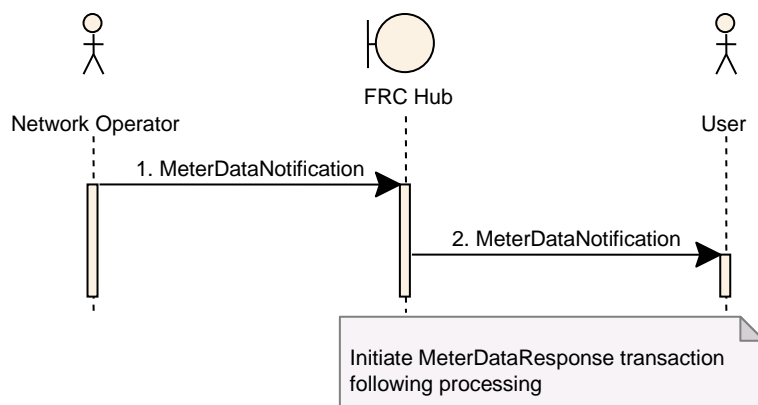 FRC Hub
Network Operator
User
1. MeterDataNotification
2. MeterDataNotification
Initiate MeterDataResponse transaction
following processing